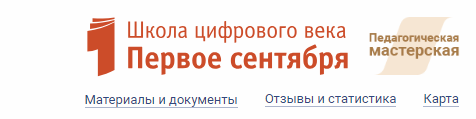 Школа цифрового века
Первое сентября
Педагогическая
мастерская
Материалы и документы
Отзывы и статистика
Карта